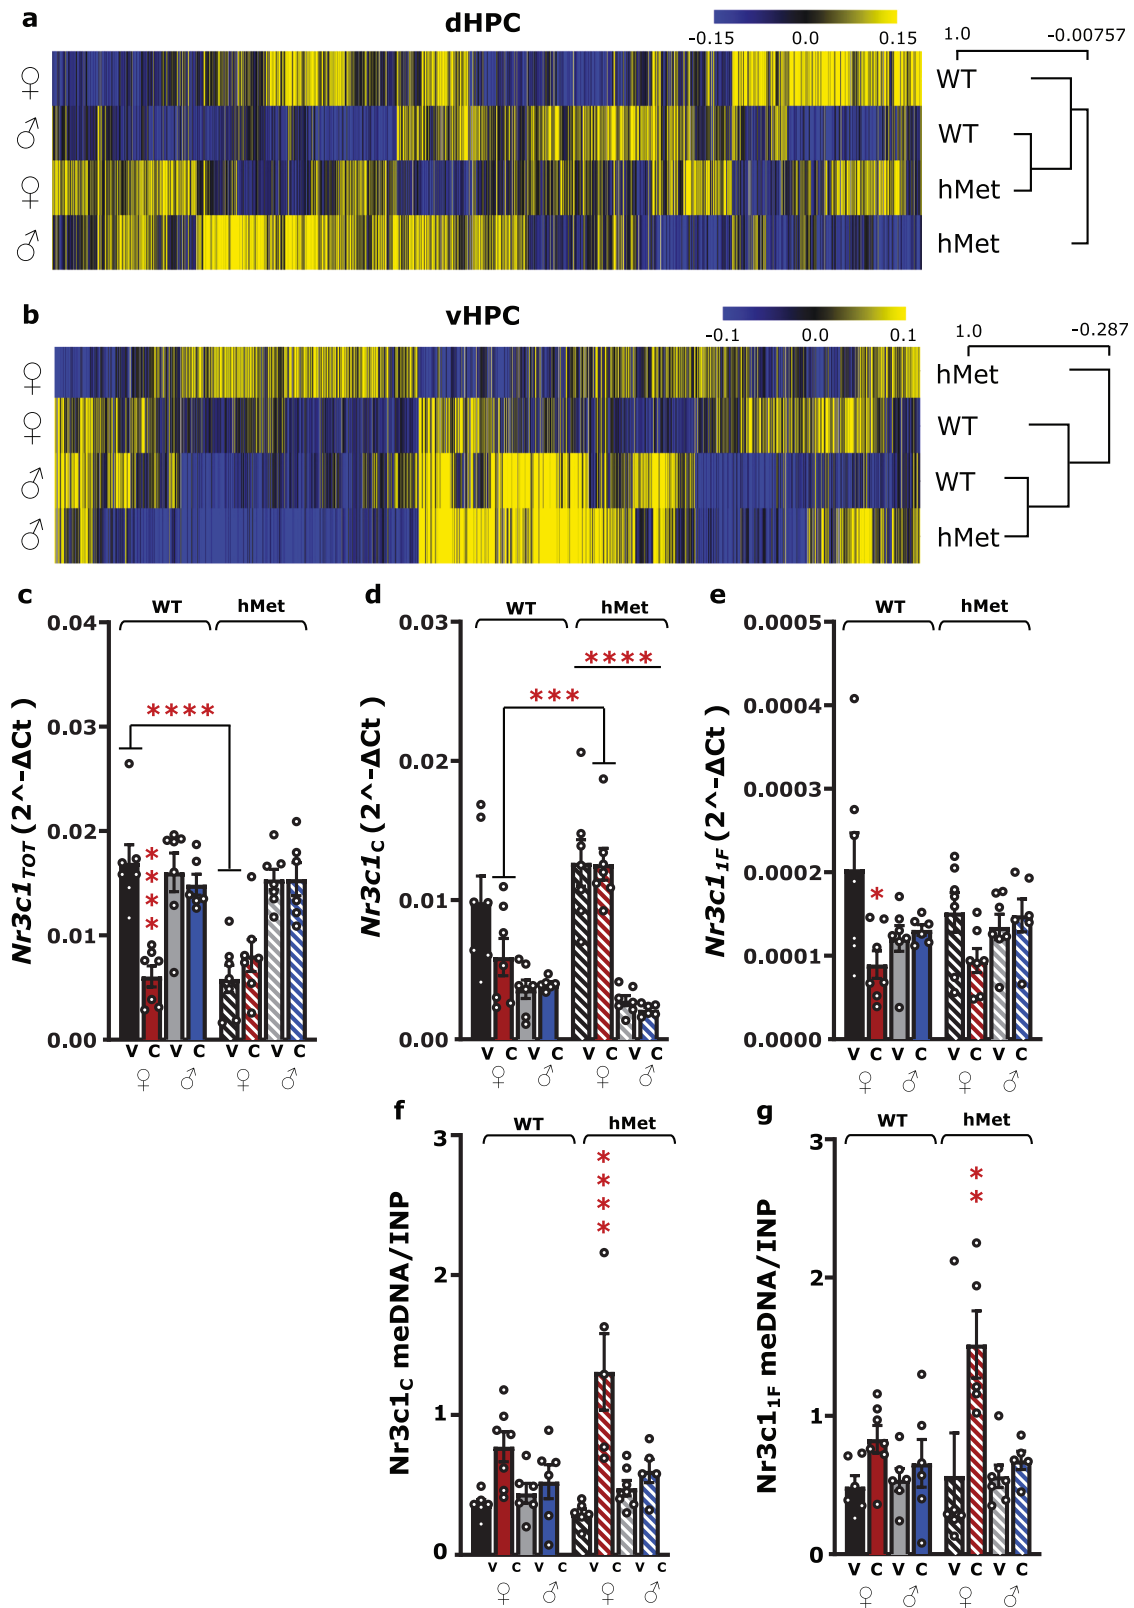 a dHPC
-0.15 0.0 0.15
1.0 -0.00757
♀ WT
♂ WT
♀ hMet
♂ hMet
b vHPC
-0.1 0.0 0.1
1.0 -0.287
♀ hMet
♀ WT
♂ WT
♂ hMet
c WT hMet
Nr3c1TOT (2^-ΔCt)
0.04
0.03
0.02
0.01
0.00
****
****
V C V C V C V C
♀ ♂ ♀ ♂
d WT hMet
Nr3c1C (2^-ΔCt)
0.03
0.02
0.01
0.00
****
***
V C V C V C V C
♀ ♂ ♀ ♂
e WT hMet
Nr3c11F (2^-ΔCt)
0.0005
0.0004
0.0003
0.0002
0.0001
0.0000
*
V C V C V C V C
♀ ♂ ♀ ♂
f WT hMet
Nr3c1C meDNA/INP
3
2
1
0
****
V C V C V C V C
♀ ♂ ♀ ♂
g WT hMet
Nr3c11F meDNA/INP
3
2
1
0
**
V C V C V C V C
♀ ♂ ♀ ♂